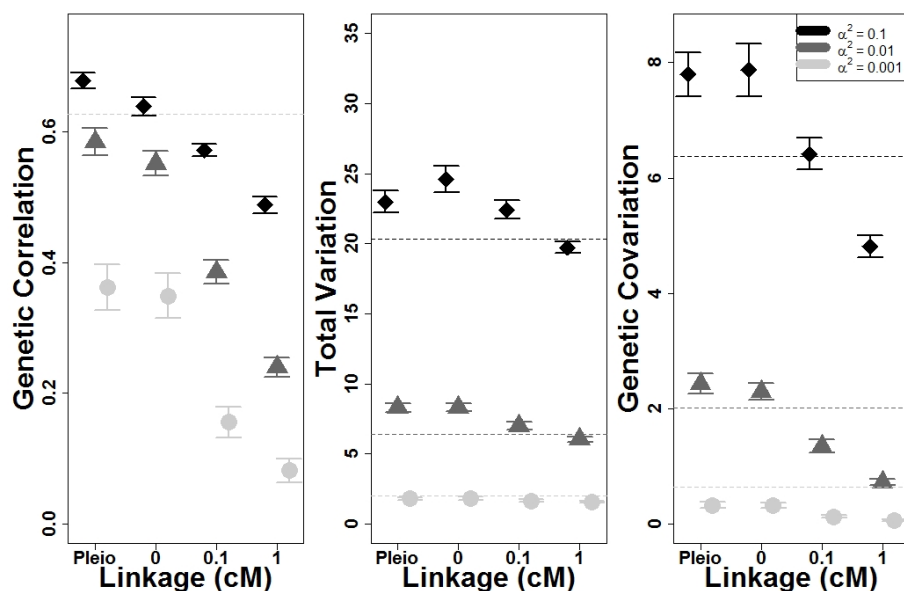 Genetic Correlation
0.6
0.4
0.2
0.0
Pleio 0 0.1 1
Linkage (cM)
Total Variation
35
30
25
20
15
10
5
0
Pleio 0 0.1 1
Linkage (cM)
Genetic Covariation
8
6
4
2
0
Pleio 0 0.1 1
Linkage (cM)
α² = 0.1
α² = 0.01
α² = 0.001